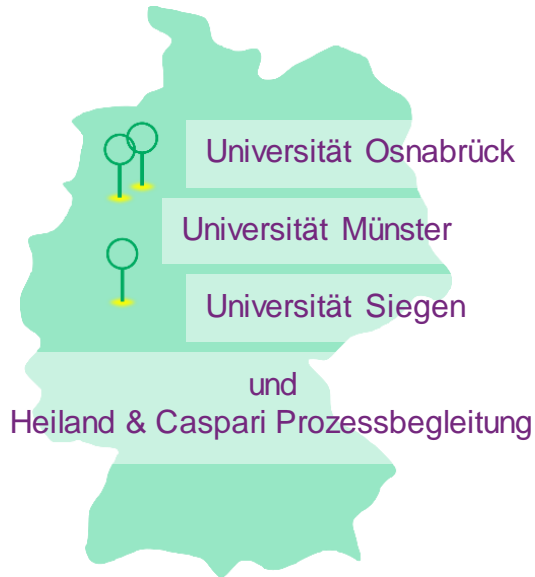 Universität Osnabrück
Universität Münster
Universität Siegen
und
Heiland & Caspari Prozessbegleitung